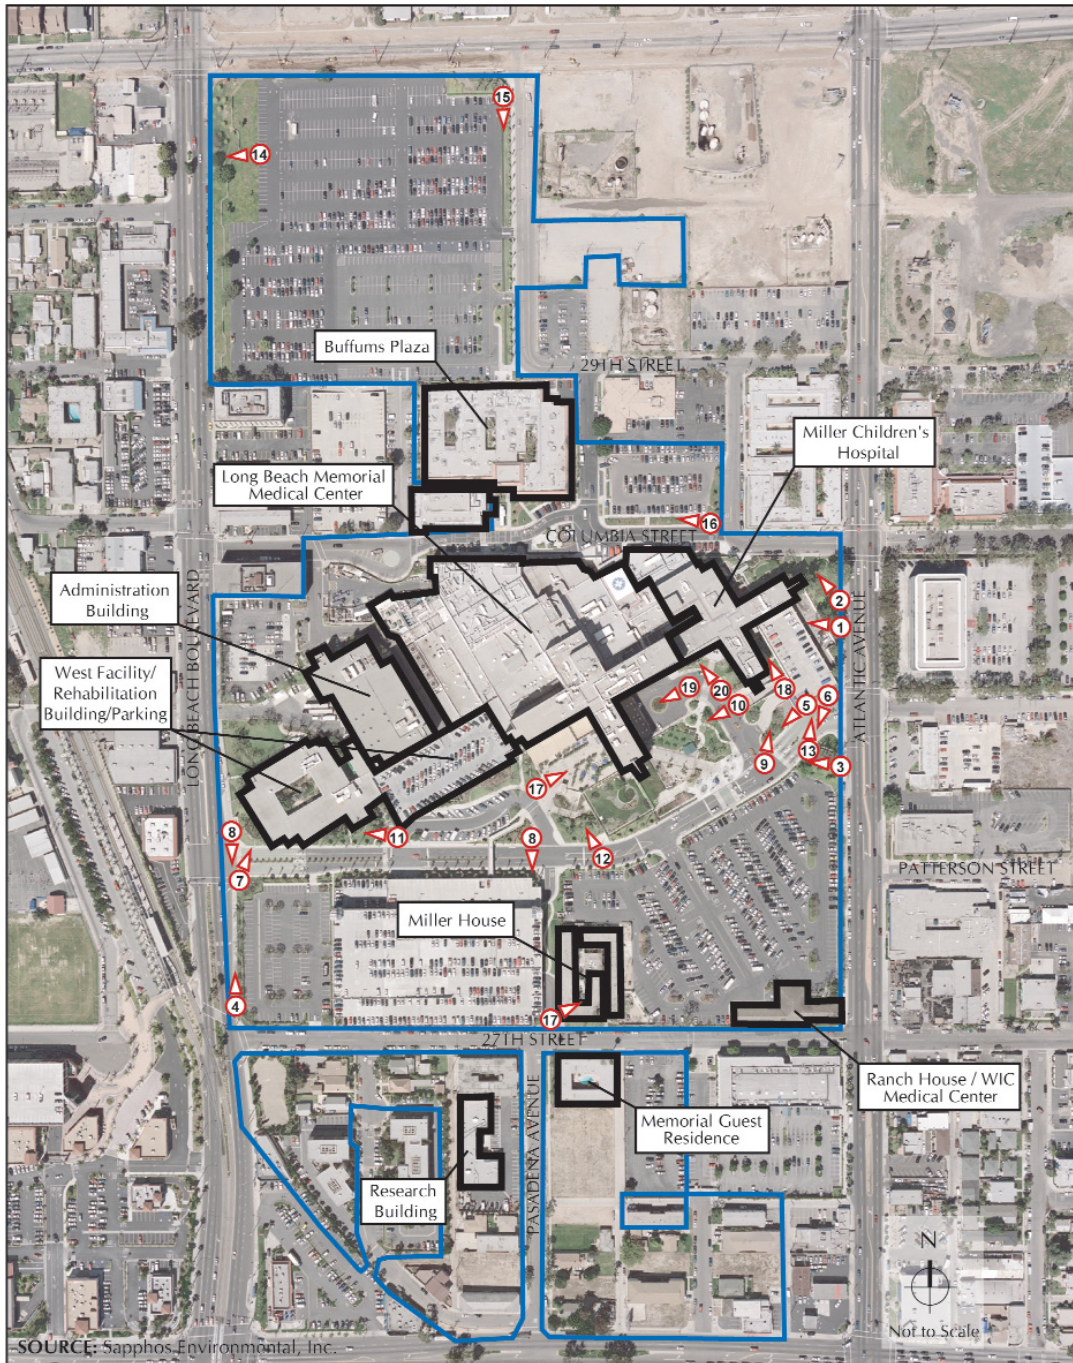 15
14
Buffums Plaza
29TH STREET
Miller Children's
Hospital
Long Beach Memorial
Medical Center
16
COLUMBIA STREET
Administration
Building
2
1
West Facility/
Rehabilitation
Building/Parking
LONG BEACH BOULEVARD
ATLANTIC AVENUE
19
20
18
10
5
6
13
9
3
17
8
7
11
8
12
PATTERSON STREET
Miller House
4
17
27TH STREET
Ranch House / WIC
Medical Center
Memorial Guest
Residence
PASADENA AVENUE
Research
Building
N
Not to Scale
SOURCE: Sapphos Environmental, Inc.